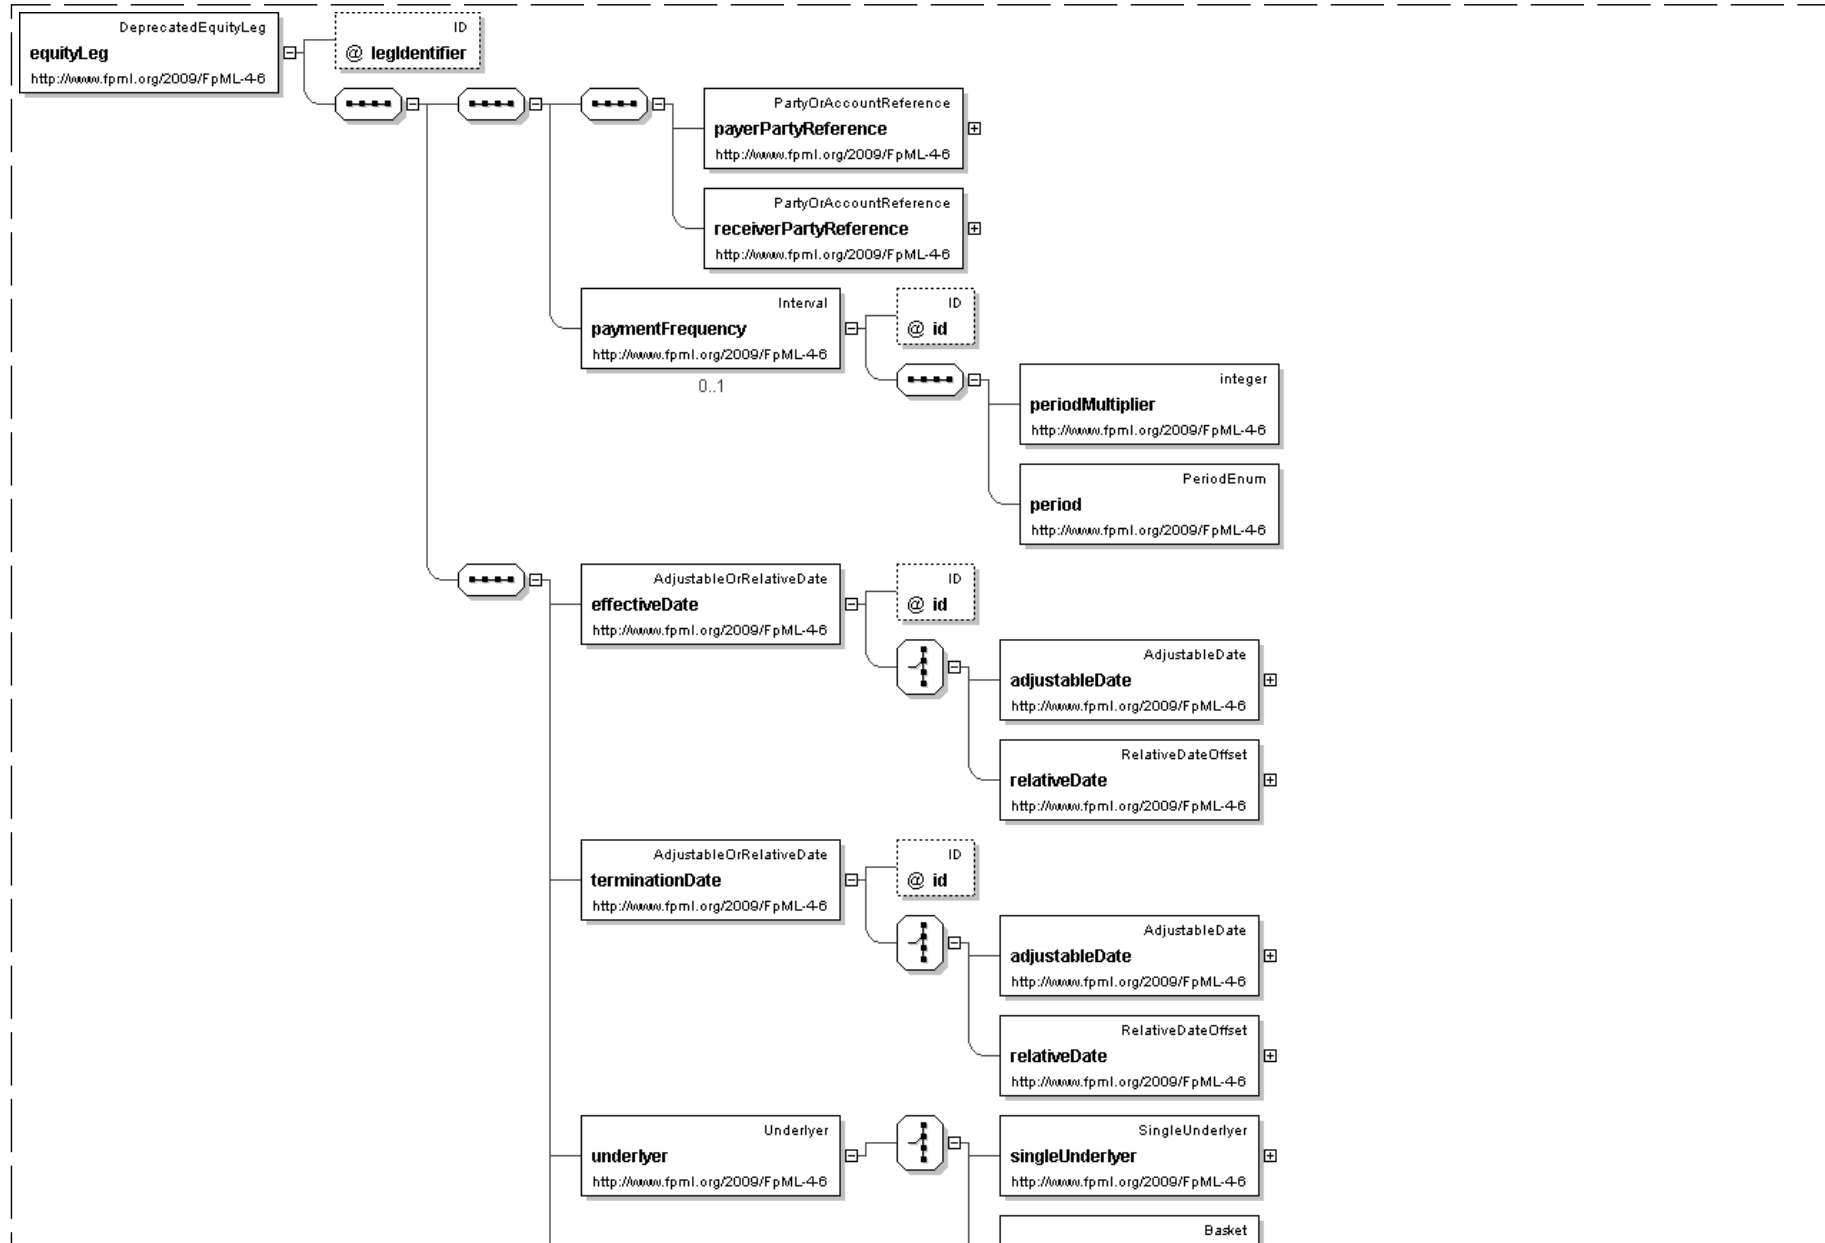 DeprecatedEquityLeg
equityLeg
http://www.fpml.org/2009/FpML-4-6
ID
@ legIdentifier
PartyOrAccountReference
payerPartyReference
http://www.fpml.org/2009/FpML-4-6
PartyOrAccountReference
receiverPartyReference
http://www.fpml.org/2009/FpML-4-6
Interval
paymentFrequency
http://www.fpml.org/2009/FpML-4-6
0..1
ID
@ id
integer
periodMultiplier
http://www.fpml.org/2009/FpML-4-6
PeriodEnum
period
http://www.fpml.org/2009/FpML-4-6
AdjustableOrRelativeDate
effectiveDate
http://www.fpml.org/2009/FpML-4-6
ID
@ id
AdjustableDate
adjustableDate
http://www.fpml.org/2009/FpML-4-6
RelativeDateOffset
relativeDate
http://www.fpml.org/2009/FpML-4-6
AdjustableOrRelativeDate
terminationDate
http://www.fpml.org/2009/FpML-4-6
ID
@ id
AdjustableDate
adjustableDate
http://www.fpml.org/2009/FpML-4-6
RelativeDateOffset
relativeDate
http://www.fpml.org/2009/FpML-4-6
Underlyer
underlyer
http://www.fpml.org/2009/FpML-4-6
SingleUnderlyer
singleUnderlyer
http://www.fpml.org/2009/FpML-4-6
Basket